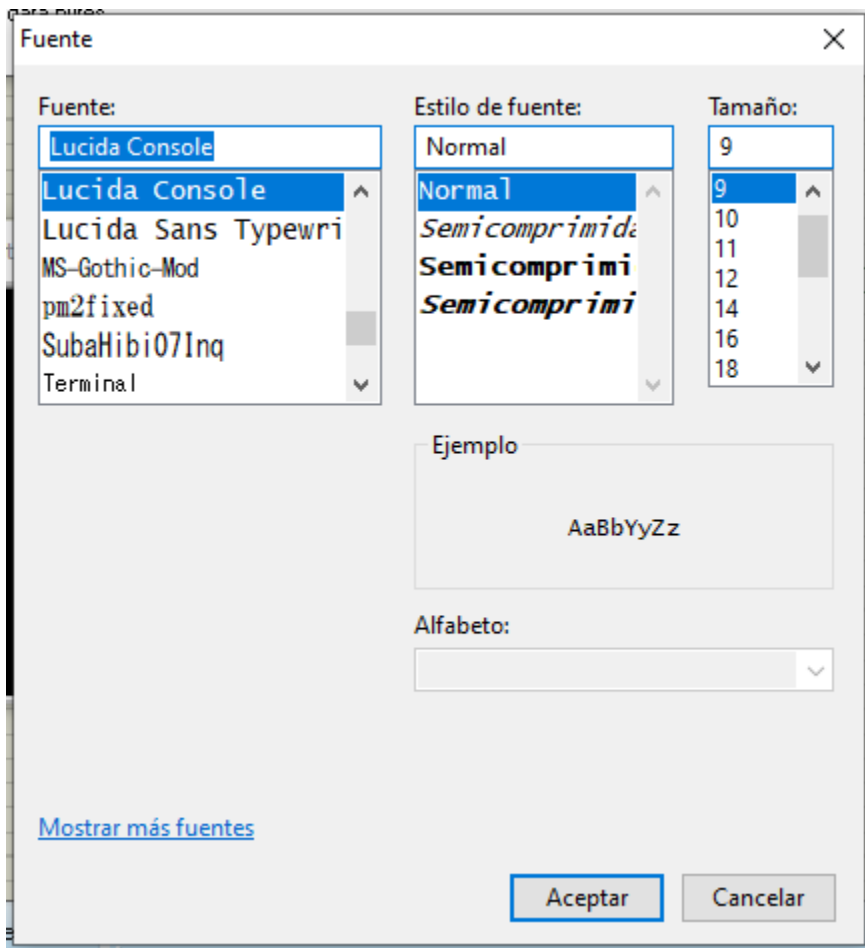 Fuente
Fuente:
Lucida Console
Lucida Console
Lucida Sans Typewri
MS-Gothic-Mod
pm2fixed
SubaHibi07Inq
Terminal
Estilo de fuente:
Normal
Normal
Semicomprimida
Semicomprimi
Semicomprimi
Tamaño:
9
9
10
11
12
14
16
18
Ejemplo
AaBbYyZz
Alfabeto:
Mostrar más fuentes
Aceptar
Cancelar